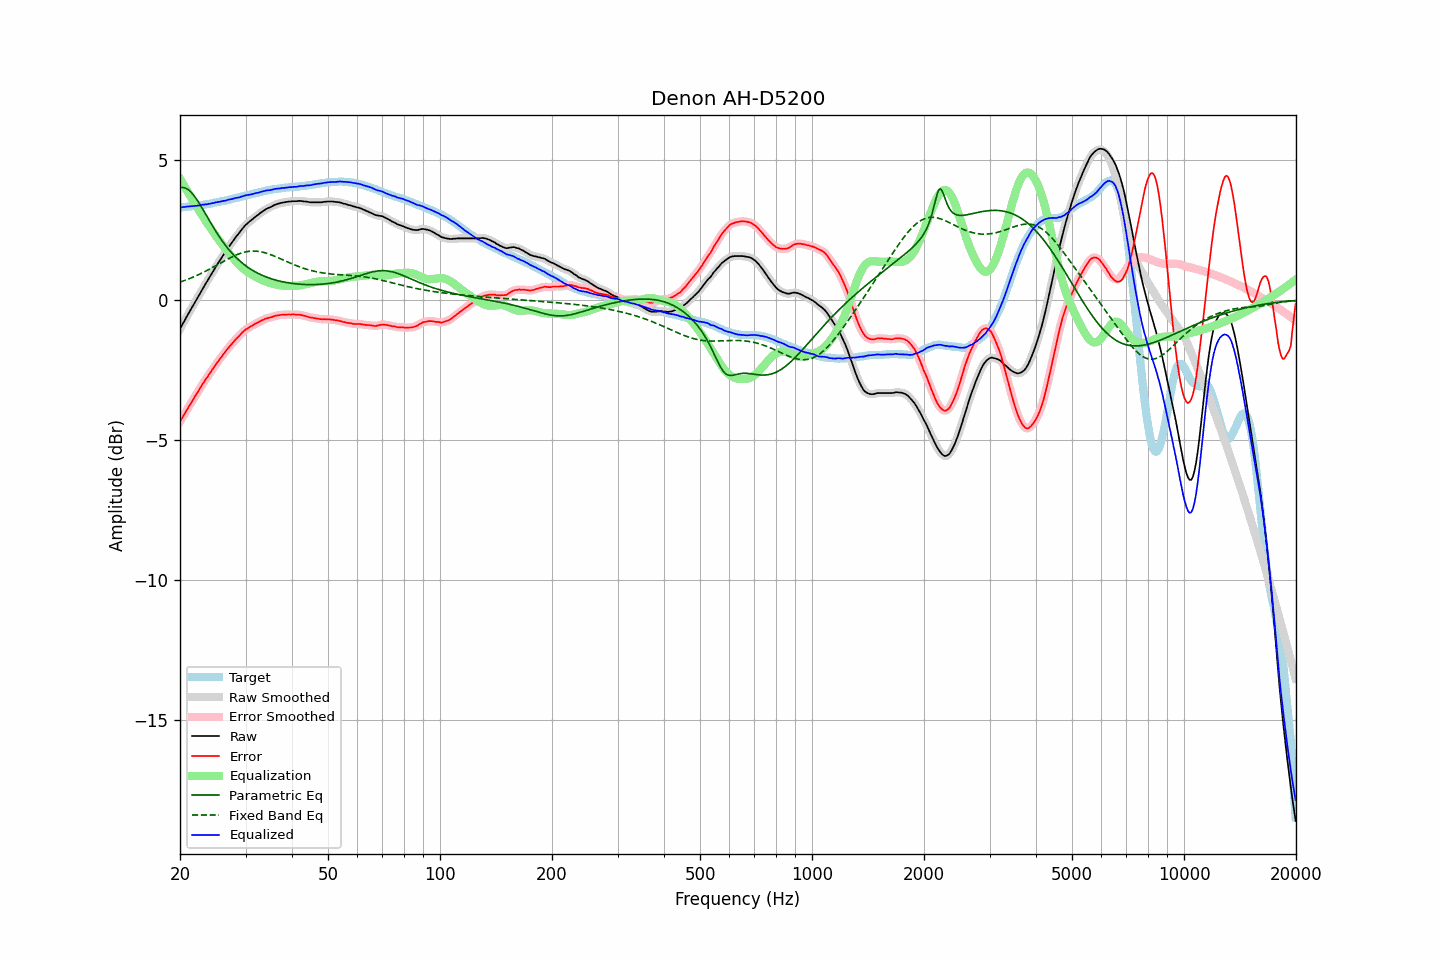 Denon AH-D5200
Amplitude (dBr)
5
0
−5
−10
−15
Target
Raw Smoothed
Error Smoothed
Raw
Error
Equalization
Parametric Eq
Fixed Band Eq
Equalized
20 50 100 200 500 1000 2000 5000 10000 20000
Frequency (Hz)